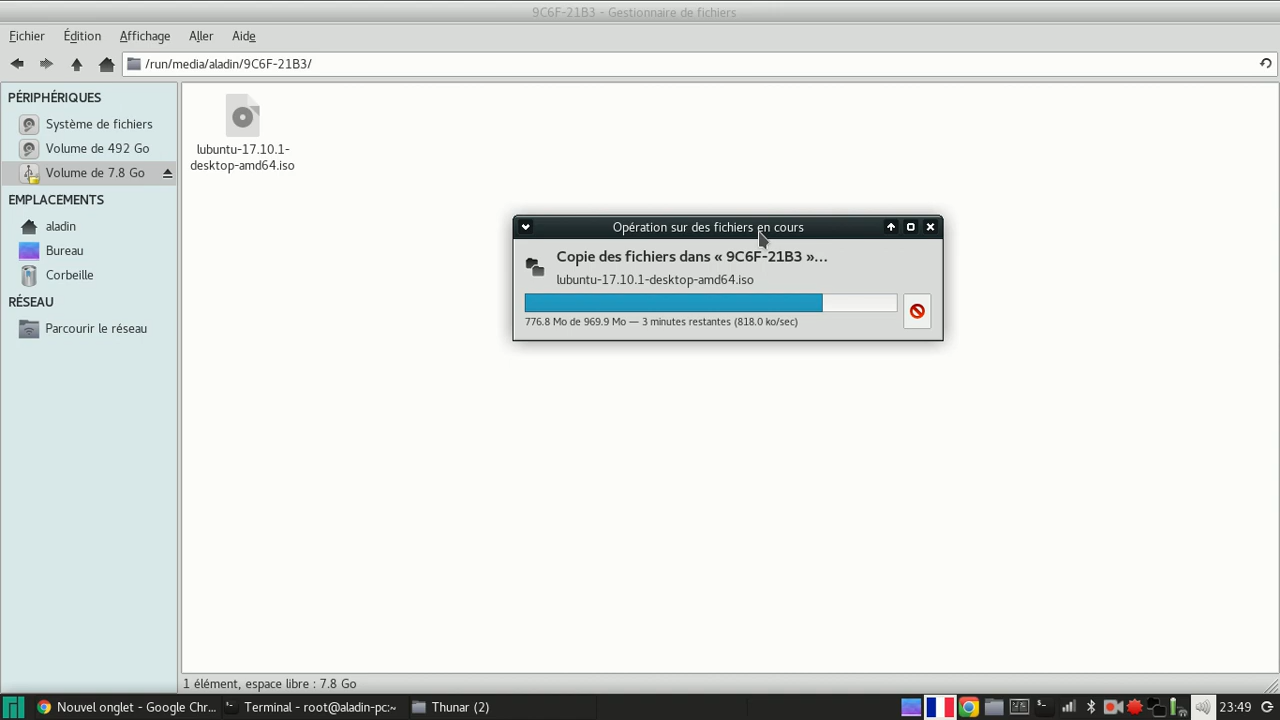 9C6F-21B3 - Gestionnaire de fichiers
Fichier Édition Affichage Aller Aide
/run/media/aladin/9C6F-21B3/
PÉRIPHÉRIQUES
Système de fichiers
Volume de 492 Go
Volume de 7.8 Go
EMPLACEMENTS
aladin
Bureau
Corbeille
RÉSEAU
Parcourir le réseau
lubuntu-17.10.1-
desktop-amd64.iso
Opération sur des fichiers en cours
Copie des fichiers dans « 9C6F-21B3 »...
lubuntu-17.10.1-desktop-amd64.iso
776.8 Mo de 969.9 Mo — 3 minutes restantes (818.0 ko/sec)
1 élément, espace libre : 7.8 Go
Nouvel onglet - Google Chr... Terminal - root@aladin-pc:~ Thunar (2) 23:49